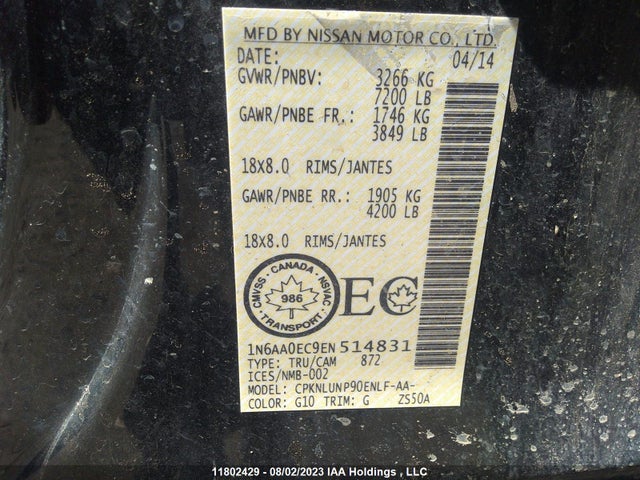 MFD BY NISSAN MOTOR CO., LTD.
DATE: 04/14
GVWR/PNBV: 3266 KG
7200 LB
GAWR/PNBE FR.: 1746 KG
3849 LB
18X8.0 RIMS/JANTES
GAWR/PNBE RR.: 1905 KG
4200 LB
18X8.0 RIMS/JANTES
CMVSS · CANADA · NSVAC
986
TRANSPORT
EC
1N6AA0EC9EN514831
TYPE: TRU/CAM 872
ICES/NMB-002
MODEL: CPKNLUNP90ENLF-AA-
COLOR: G10 TRIM: G ZS50A
11802429 - 08/02/2023 IAA Holdings , LLC